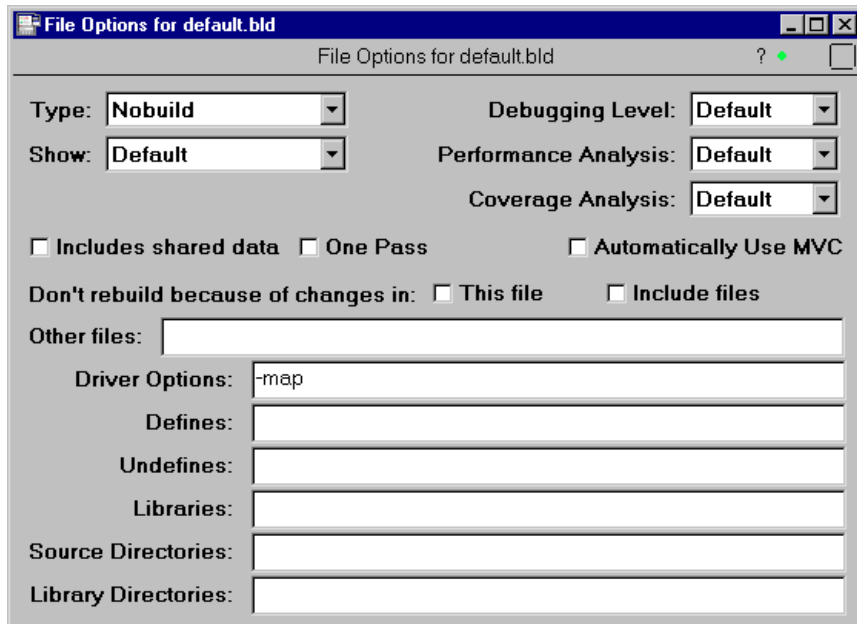 File Options for default.bld
File Options for default.bld ?
Type: Nobuild Debugging Level: Default
Show: Default Performance Analysis: Default
Coverage Analysis: Default
Includes shared data One Pass Automatically Use MVC
Don't rebuild because of changes in: This file Include files
Other files:
Driver Options: -map
Defines:
Undefines:
Libraries:
Source Directories:
Library Directories: